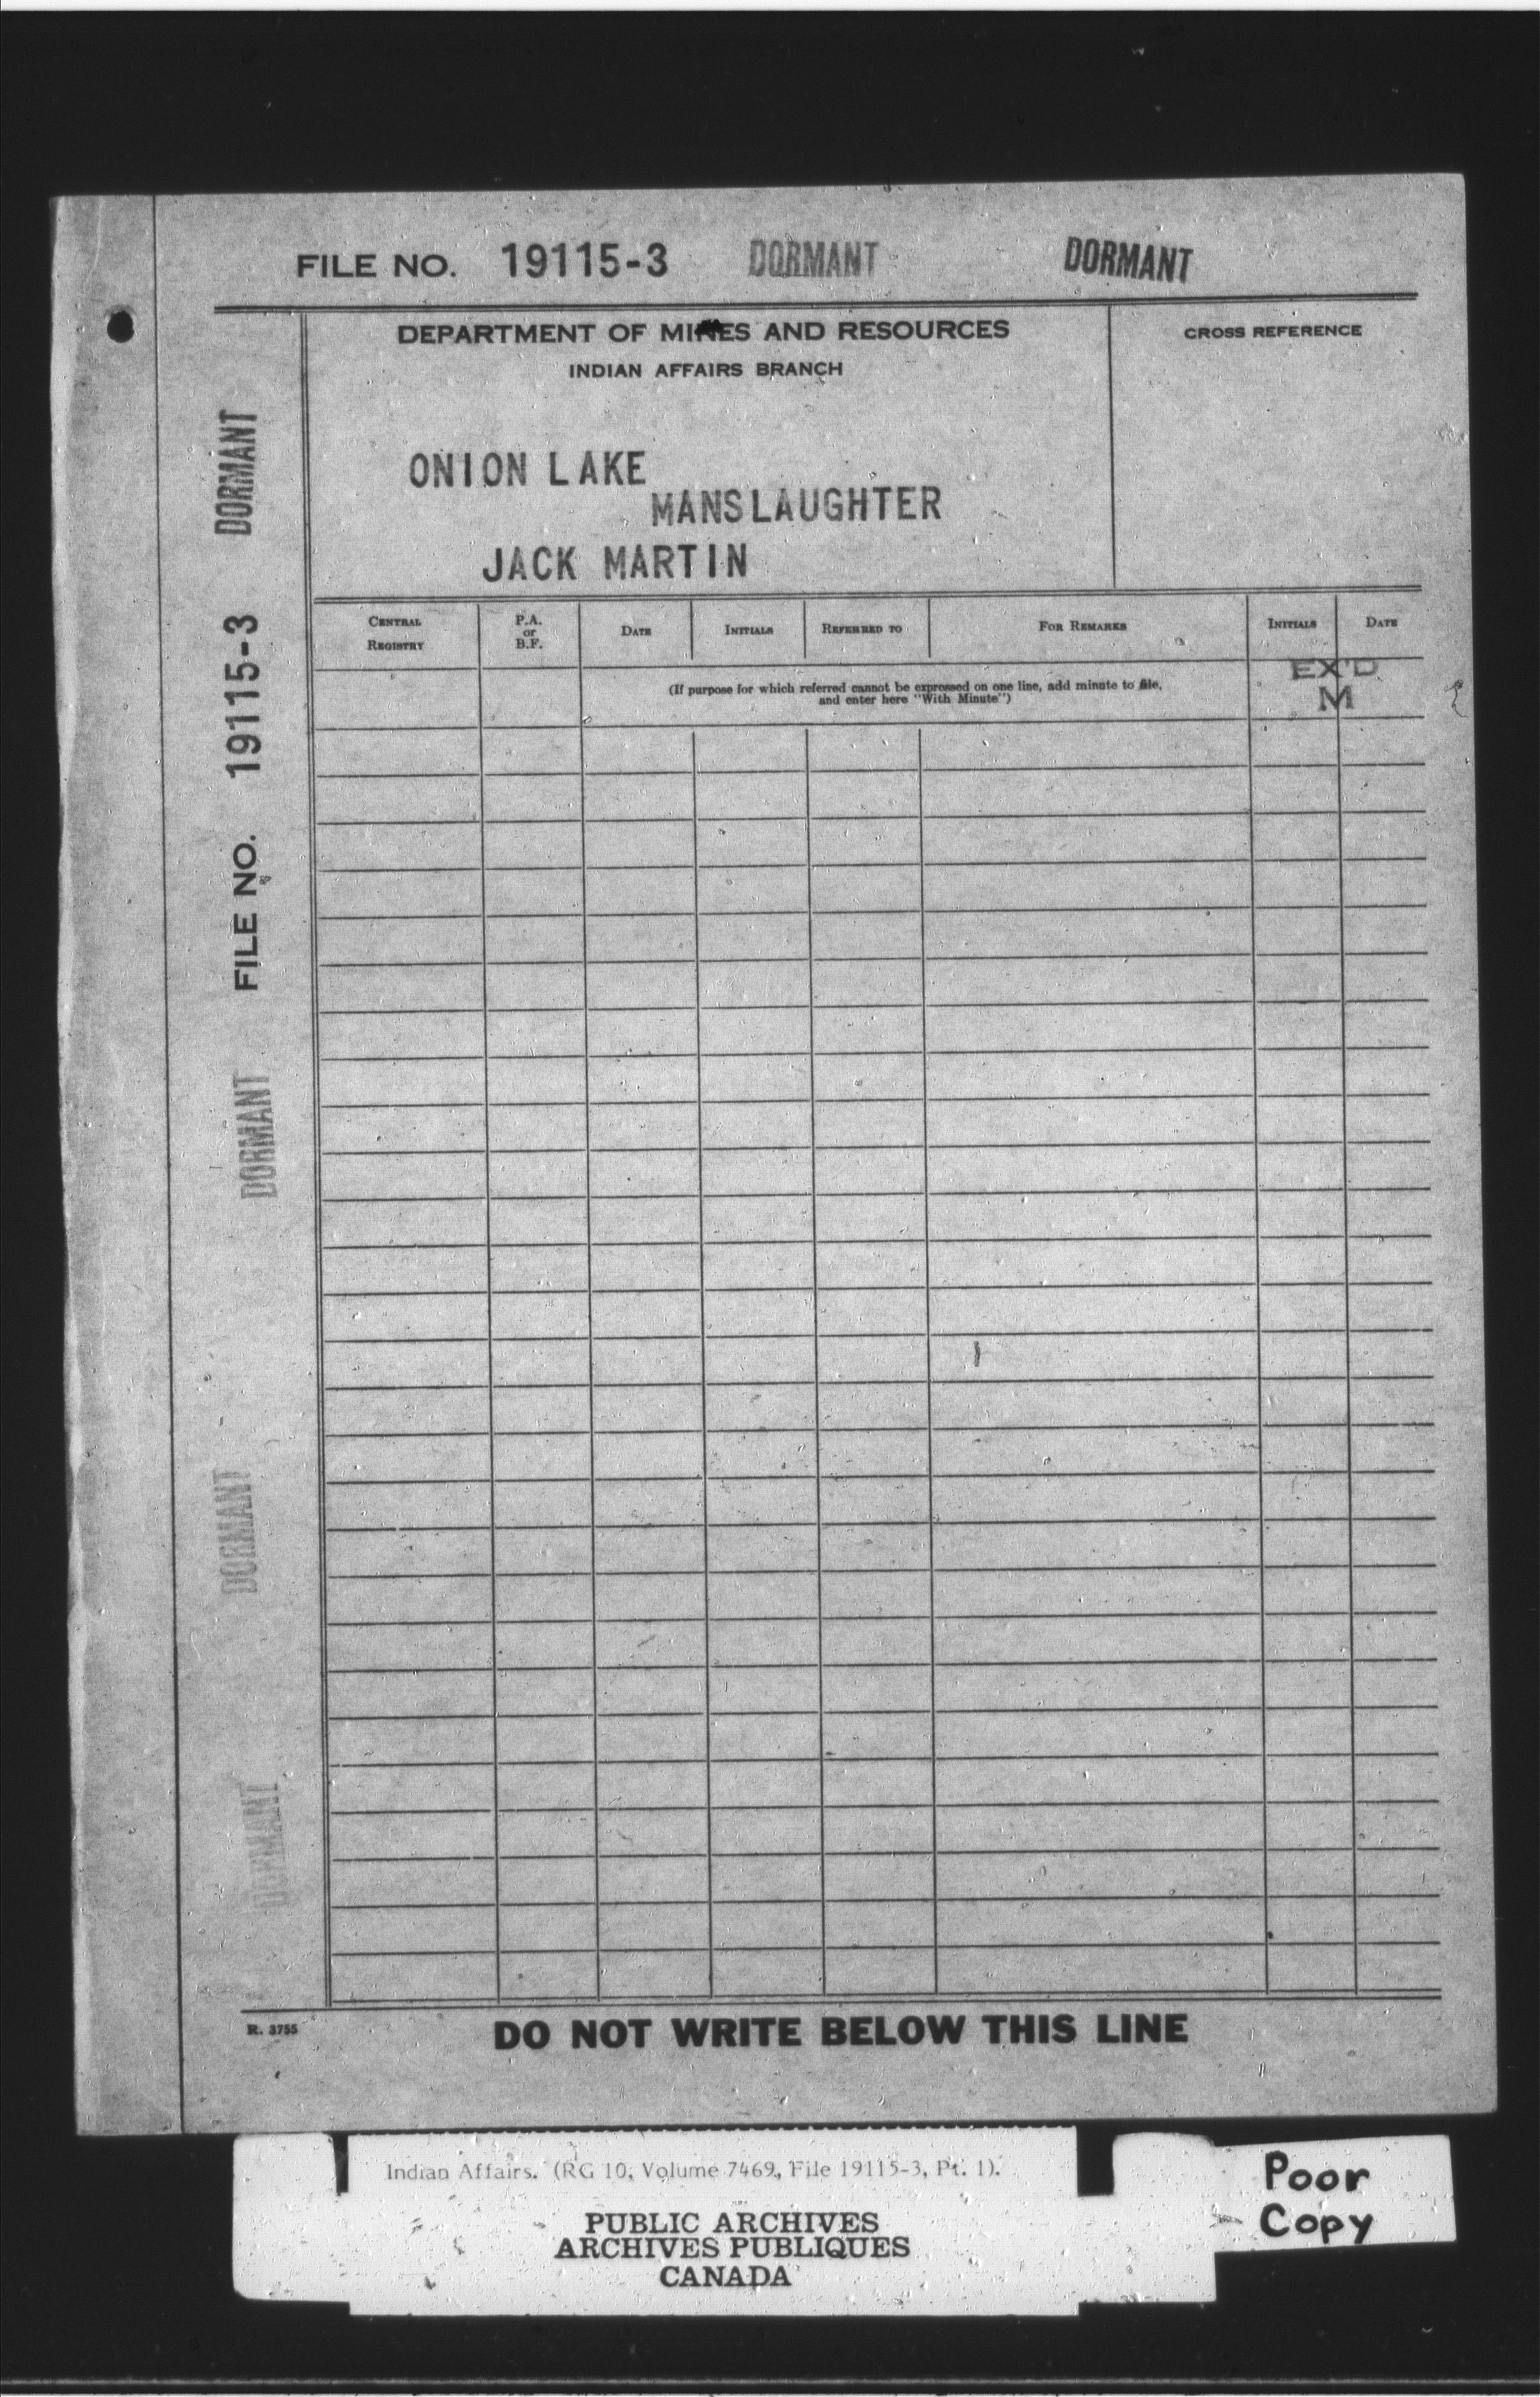 FILE NO. 19115-3 DORMANT DORMANT
DEPARTMENT OF MINES AND RESOURCES
INDIAN AFFAIRS BRANCH
CROSS REFERENCE
ONION LAKE
MANSLAUGHTER
JACK MARTIN
CENTRAL REGISTRY
P.A. or B.F.
DATE
INITIALS
REFERRED TO
FOR REMARKS
INITIALS
DATE
(If purpose for which referred cannot be expressed on one line, add minute to file,
and enter here "With Minute")
EX'D
M
DORMANT
FILE NO. 19115-3
DORMANT
DORMANT
DORMANT
R. 3755
DO NOT WRITE BELOW THIS LINE
Indian Affairs. (RG 10, Volume 7469, File 19115-3, Pt. 1).
PUBLIC ARCHIVES
ARCHIVES PUBLIQUES
CANADA
Poor
Copy